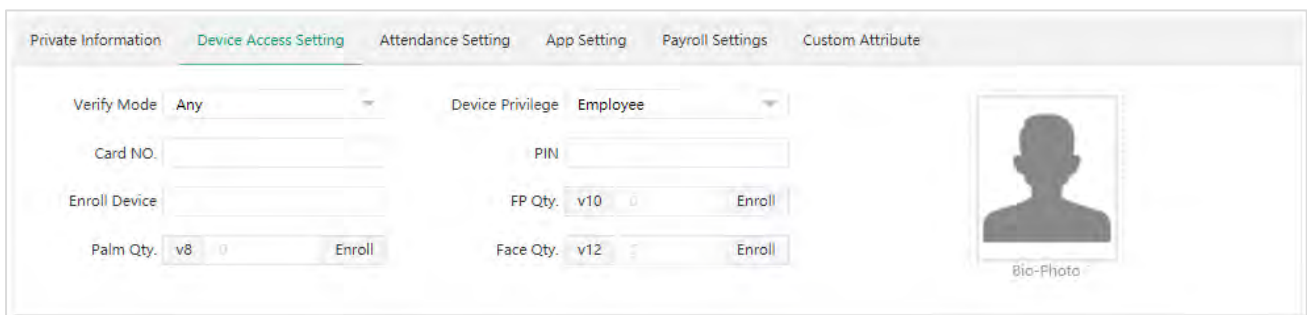 Private Information Device Access Setting Attendance Setting App Setting Payroll Settings Custom Attribute
Verify Mode Any Device Privilege Employee
Card NO. PIN
Enroll Device FP Qty. v10 0 Enroll
Palm Qty. v8 0 Enroll Face Qty. v12 Enroll
Bio-Photo